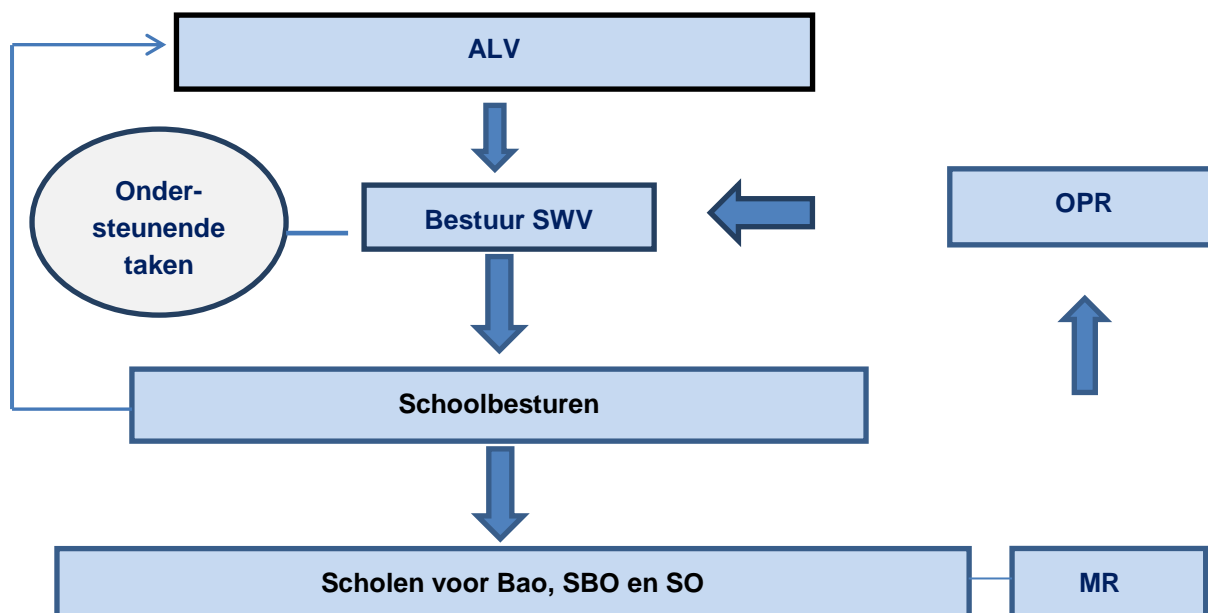 ALV
Onder-
steunende
taken
Bestuur SWV
OPR
Schoolbesturen
Scholen voor Bao, SBO en SO
MR